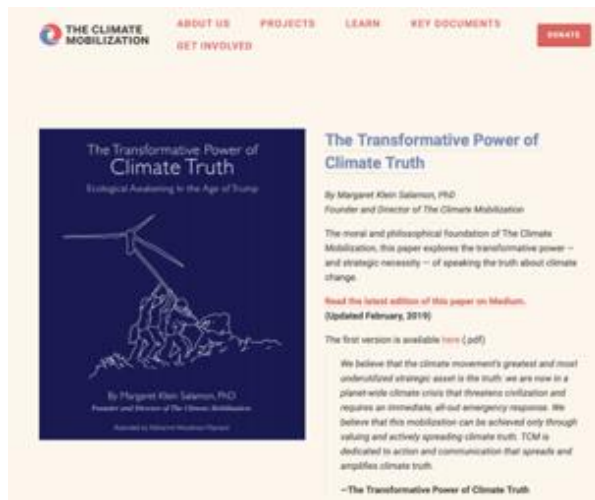 THE CLIMATE
MOBILIZATION
ABOUT US PROJECTS LEARN KEY DOCUMENTS
GET INVOLVED
DONATE
The Transformative Power of
Climate Truth
Ecological Awakening in the Age of Trump
By Margaret Klein Salamon, PhD
Founder and Director of The Climate Mobilization
The Transformative Power of
Climate Truth
By Margaret Klein Salamon, PhD
Founder and Director of The Climate Mobilization
The moral and philosophical foundation of The Climate
Mobilization, this paper explores the transformative power —
and strategic necessity — of speaking the truth about climate
change.
Read the latest edition of this paper on Medium.
(Updated February, 2019)
The first version is available here (.pdf)
We believe that the climate movement's greatest and most
underutilized strategic asset is the truth: we are now in a
planet-wide climate crisis that threatens civilization and
requires an immediate, all-out emergency response. We
believe that this mobilization can be achieved only through
valuing and actively spreading climate truth. TCM is
dedicated to action and communication that spreads and
amplifies climate truth.
—The Transformative Power of Climate Truth